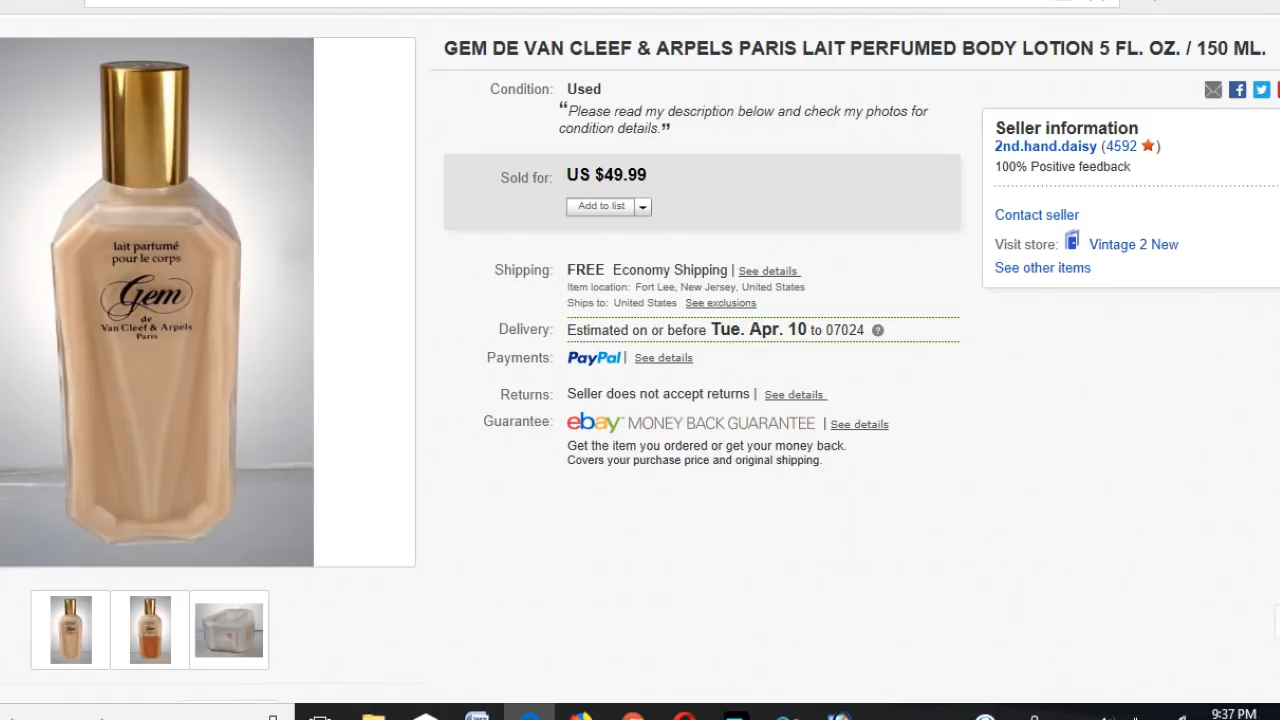 GEM DE VAN CLEEF & ARPELS PARIS LAIT PERFUMED BODY LOTION 5 FL. OZ. / 150 ML.
lait parfumé
pour le corps
Gem
de
Van Cleef & Arpels
Paris
Condition: Used
“Please read my description below and check my photos for
condition details.”
Sold for: US $49.99
Add to list
Shipping: FREE Economy Shipping | See details
Item location: Fort Lee, New Jersey, United States
Ships to: United States See exclusions
Delivery: Estimated on or before Tue. Apr. 10 to 07024 ?
Payments: PayPal | See details
Returns: Seller does not accept returns | See details
Guarantee: ebay™ MONEY BACK GUARANTEE | See details
Get the item you ordered or get your money back.
Covers your purchase price and original shipping.
Seller information
2nd.hand.daisy (4592 ★)
100% Positive feedback
Contact seller
Visit store: Vintage 2 New
See other items
9:37 PM